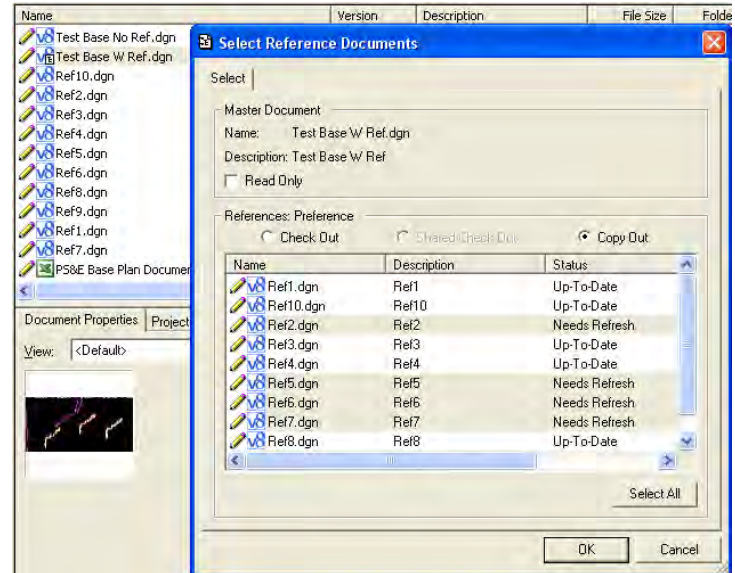 Name Version Description File Size Folde
Test Base No Ref.dgn
Test Base W Ref.dgn
Ref10.dgn
Ref2.dgn
Ref3.dgn
Ref4.dgn
Ref5.dgn
Ref6.dgn
Ref8.dgn
Ref9.dgn
Ref1.dgn
Ref7.dgn
PS&E Base Plan Documer
Document Properties Project
View: <Default>
Select Reference Documents
Select
Master Document
Name: Test Base W Ref.dgn
Description: Test Base W Ref
Read Only
References: Preference
Check Out Shared Check Out Copy Out
Name Description Status
Ref1.dgn Ref1 Up-To-Date
Ref10.dgn Ref10 Up-To-Date
Ref2.dgn Ref2 Needs Refresh
Ref3.dgn Ref3 Up-To-Date
Ref4.dgn Ref4 Up-To-Date
Ref5.dgn Ref5 Needs Refresh
Ref6.dgn Ref6 Needs Refresh
Ref7.dgn Ref7 Needs Refresh
Ref8.dgn Ref8 Up-To-Date
Select All
OK Cancel